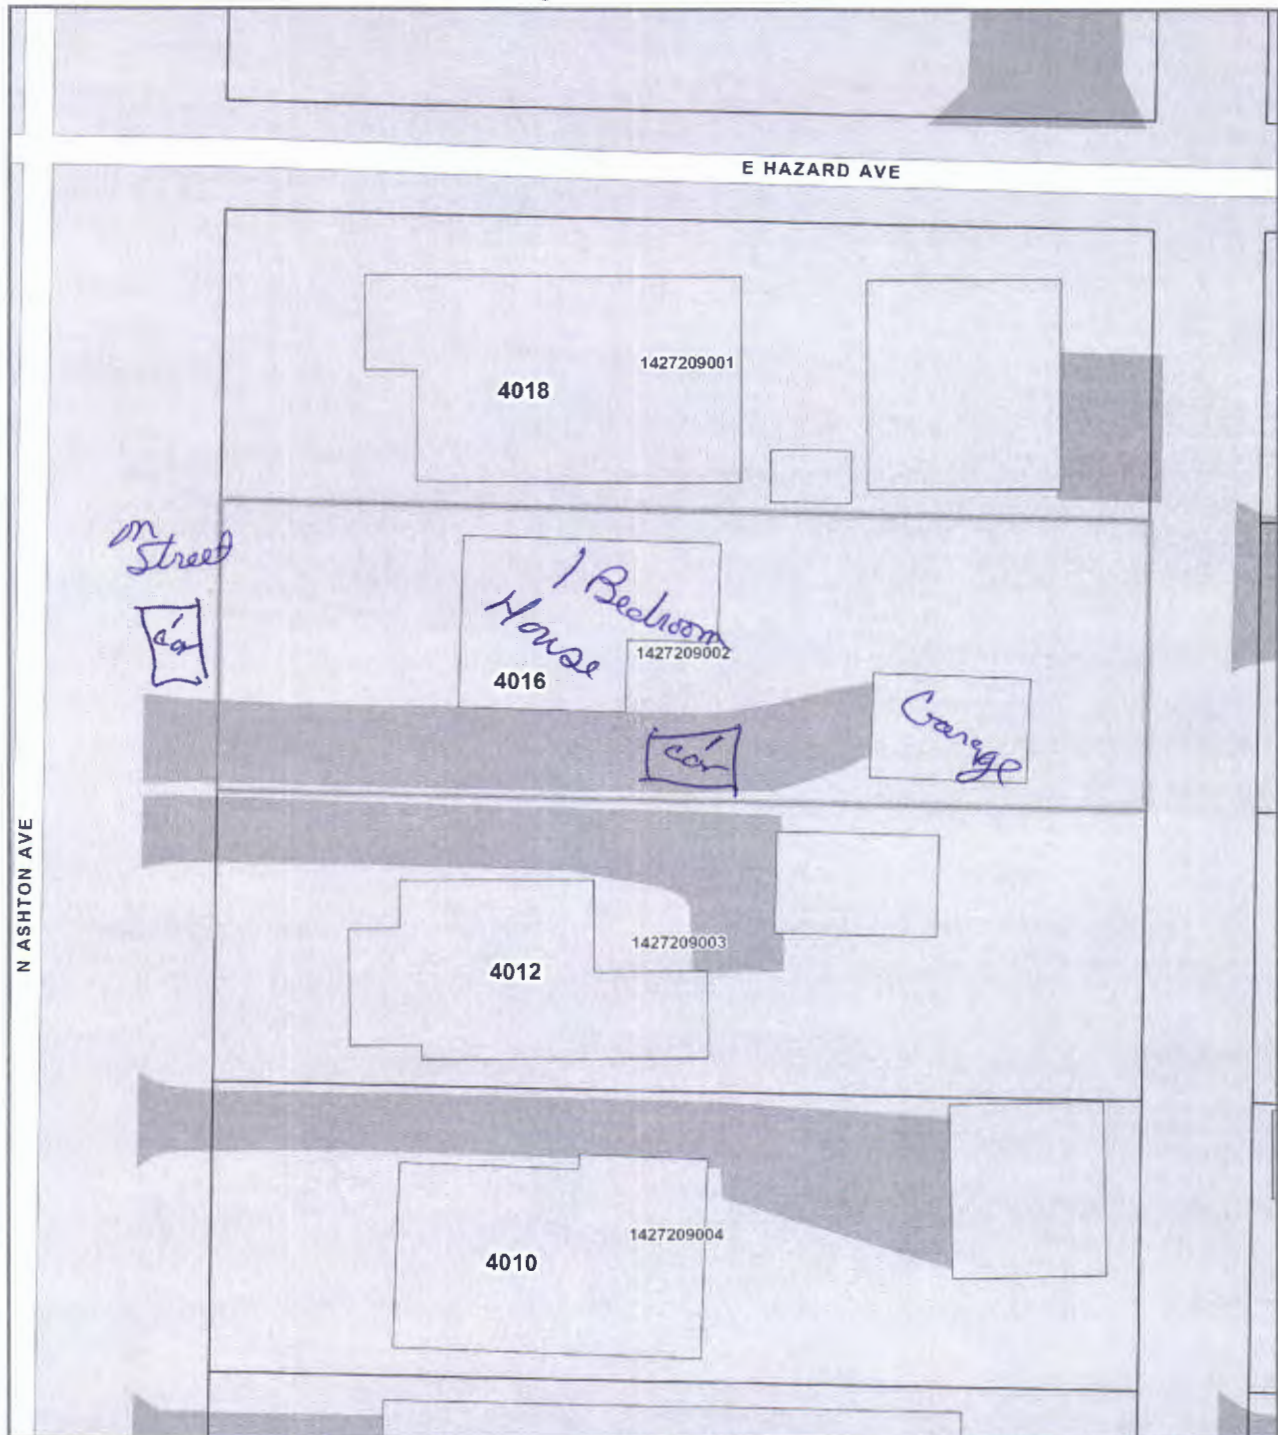 E HAZARD AVE
1427209001
4018
on
Street
car
1 Bedroom
House
1427209002
4016
car
Garage
N ASHTON AVE
1427209003
4012
1427209004
4010